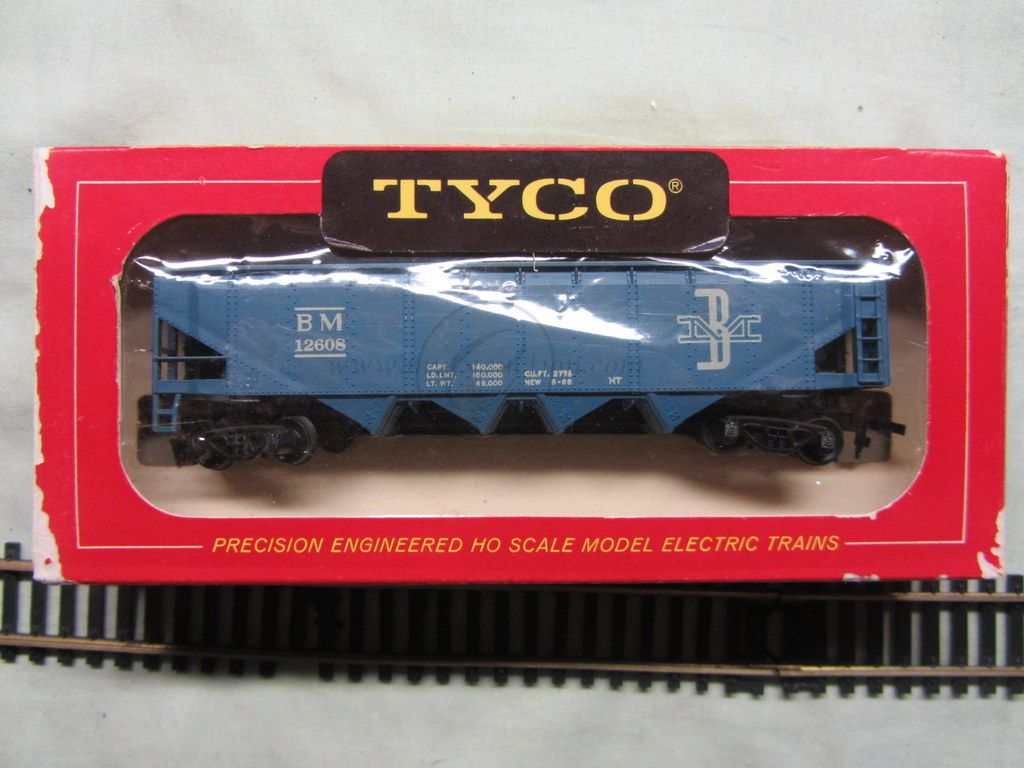 TYCO®
B M
12608
BM
CAPY. 140.000
LD. LMT. 160.000
LT. WT. 49.000
CU.FT. 2773
NEW 5-68
HT
PRECISION ENGINEERED HO SCALE MODEL ELECTRIC TRAINS